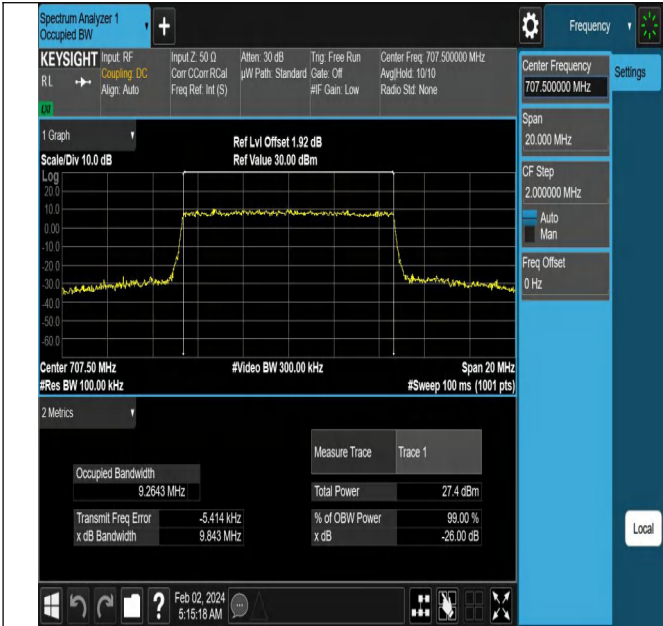 Spectrum Analyzer 1
Occupied BW
+
Frequency
KEYSIGHT
RL
Input: RF
Coupling: DC
Align: Auto
Input Z: 50 Ω
Corr CCorr RCal
Freq Ref: Int (S)
Atten: 30 dB
µW Path: Standard
Trig: Free Run
Gate: Off
#IF Gain: Low
Center Freq: 707.500000 MHz
Avg|Hold: 10/10
Radio Std: None
Center Frequency
707.500000 MHz
Settings
Span
20.000 MHz
CF Step
2.000000 MHz
Auto
Man
Freq Offset
0 Hz
1 Graph
Scale/Div 10.0 dB
Ref Lvl Offset 1.92 dB
Ref Value 30.00 dBm
Log
20.0
10.0
0.00
-10.0
-20.0
-30.0
-40.0
-50.0
-60.0
Center 707.50 MHz
#Res BW 100.00 kHz
#Video BW 300.00 kHz
Span 20 MHz
#Sweep 100 ms (1001 pts)
2 Metrics
Measure Trace Trace 1
Occupied Bandwidth
9.2643 MHz
Total Power 27.4 dBm
Transmit Freq Error -5.414 kHz
% of OBW Power 99.00 %
x dB Bandwidth 9.843 MHz
x dB -26.00 dB
Local
?
Feb 02, 2024
5:15:18 AM